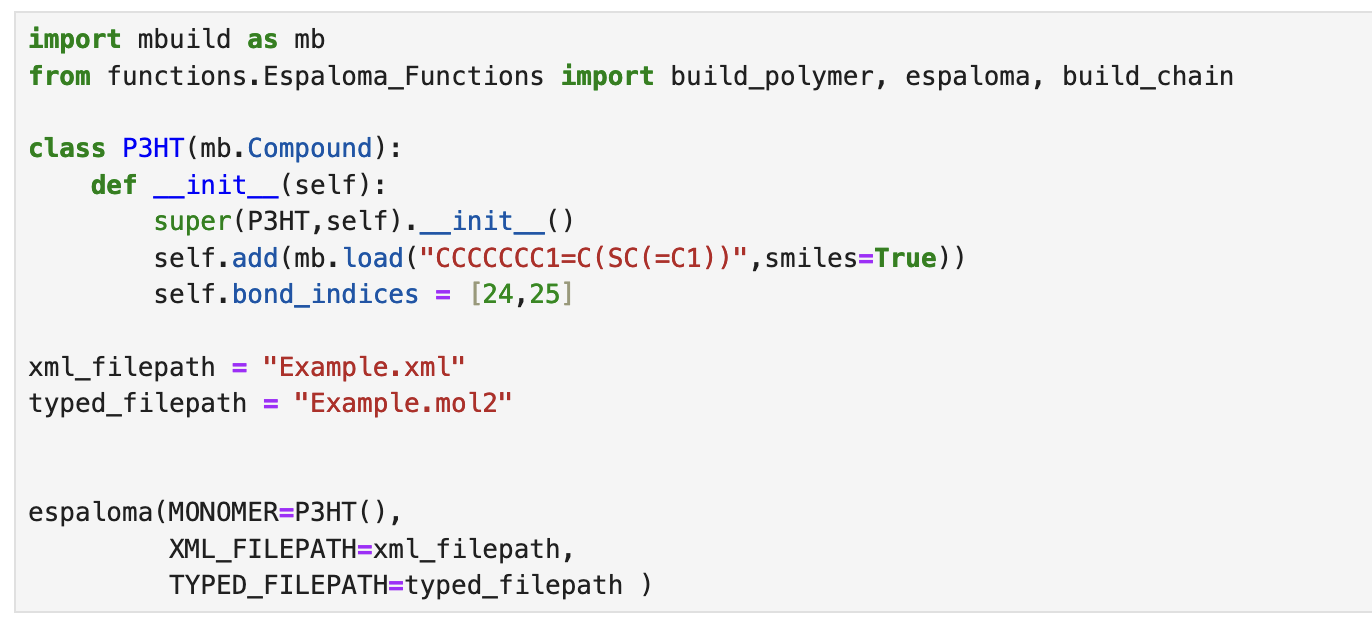 import mbuild as mb
from functions.Espaloma_Functions import build_polymer, espaloma, build_chain
class P3HT(mb.Compound):
    def __init__(self):
        super(P3HT,self).__init__()
        self.add(mb.load("CCCCCCC1=C(SC(=C1))",smiles=True))
        self.bond_indices = [24,25]
xml_filepath = "Example.xml"
typed_filepath = "Example.mol2"
espaloma(MONOMER=P3HT(),
         XML_FILEPATH=xml_filepath,
         TYPED_FILEPATH=typed_filepath )